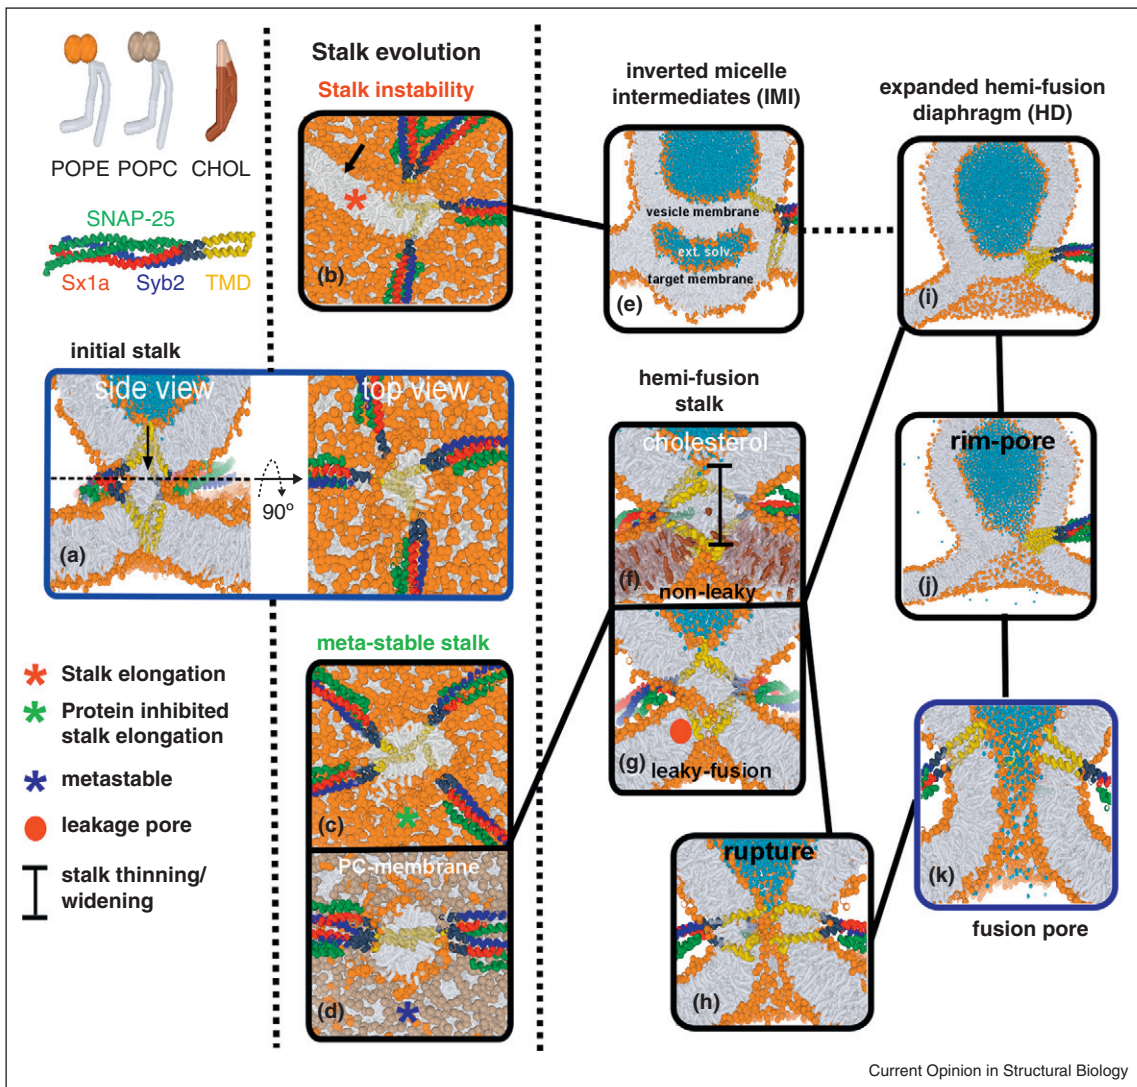 POPE POPC CHOL
SNAP-25
Sx1a Syb2 TMD
Stalk evolution
Stalk instability
(b)
initial stalk
side view
top view
90º
(a)
meta-stable stalk
(c)
PC-membrane
(d)
Stalk elongation
Protein inhibited
stalk elongation
metastable
leakage pore
stalk thinning/
widening
inverted micelle
intermediates (IMI)
vesicle membrane
ext. solv.
target membrane
(e)
expanded hemi-fusion
diaphragm (HD)
(i)
hemi-fusion
stalk
cholesterol
(f)
non-leaky
(g)
leaky-fusion
rim-pore
(j)
rupture
(h)
(k)
fusion pore
Current Opinion in Structural Biology